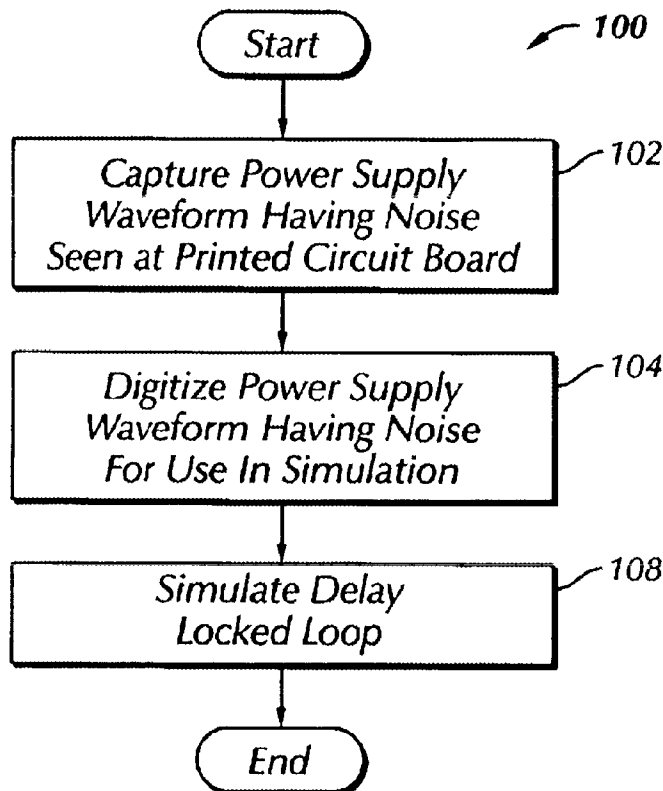 Start
100
102
Capture Power Supply
Waveform Having Noise
Seen at Printed Circuit Board
104
Digitize Power Supply
Waveform Having Noise
For Use In Simulation
108
Simulate Delay
Locked Loop
End